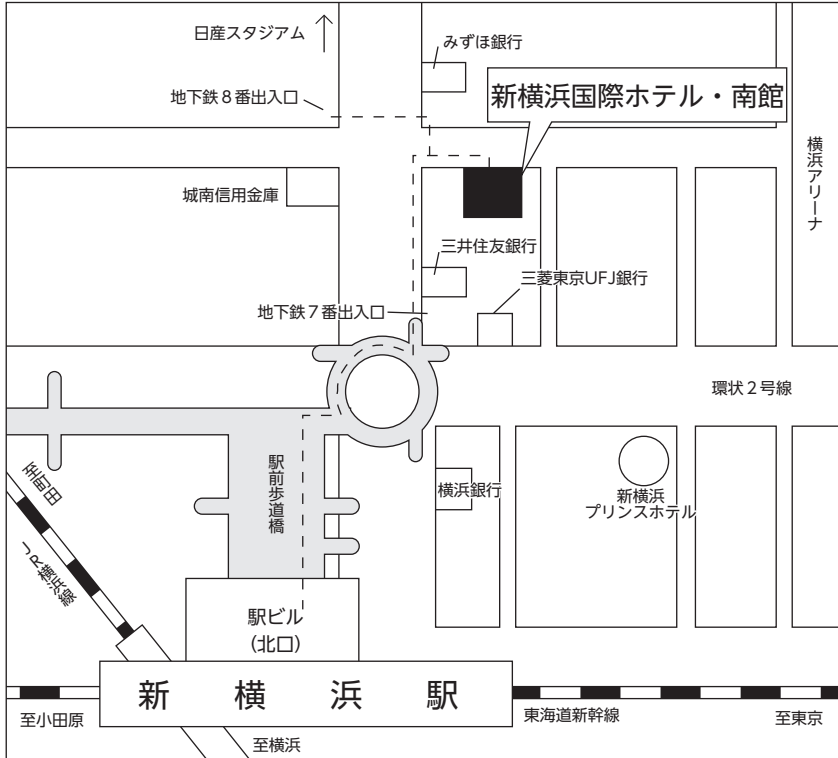 日産スタジアム
みずほ銀行
地下鉄８番出入口
新横浜国際ホテル・南館
横浜アリーナ
城南信用金庫
三井住友銀行
三菱東京UFJ銀行
地下鉄７番出入口
環状２号線
駅前歩道橋
横浜銀行
新横浜
プリンスホテル
至町田
JR横浜線
駅ビル
(北口)
新横浜駅
至小田原
東海道新幹線
至東京
至横浜